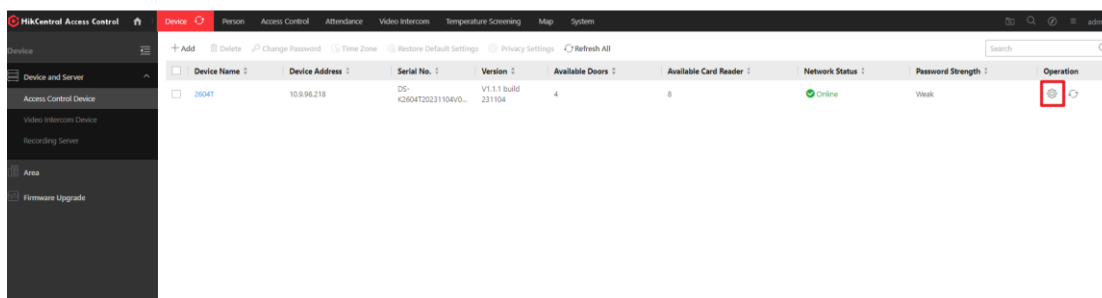 HikCentral Access Control Device Person Access Control Attendance Video Intercom Temperature Screening Map System adm
Device + Add Delete Change Password Time Zone Restore Default Settings Privacy Settings Refresh All Search
Device and Server Device Name Device Address Serial No. Version Available Doors Available Card Reader Network Status Password Strength Operation
Access Control Device 2604T 10.9.96.218 DS-K2604T20231104V0... V1.1.1 build 231104 4 8 Online Weak
Video Intercom Device
Recording Server
Area
Firmware Upgrade